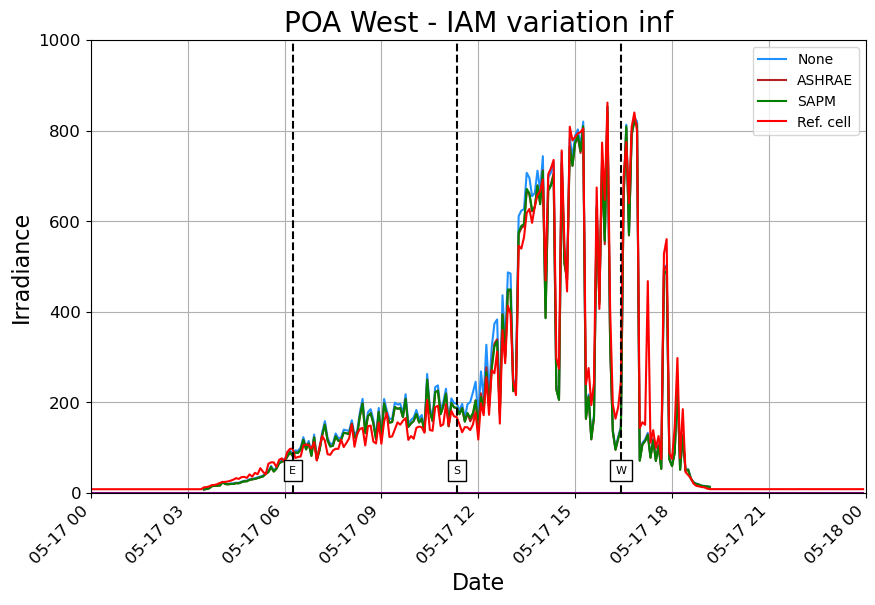 POA West - IAM variation inf
1000
800
600
400
200
0
Irradiance
None
ASHRAE
SAPM
Ref. cell
E
S
W
05-17 00
05-17 03
05-17 06
05-17 09
05-17 12
05-17 15
05-17 18
05-17 21
05-18 00
Date